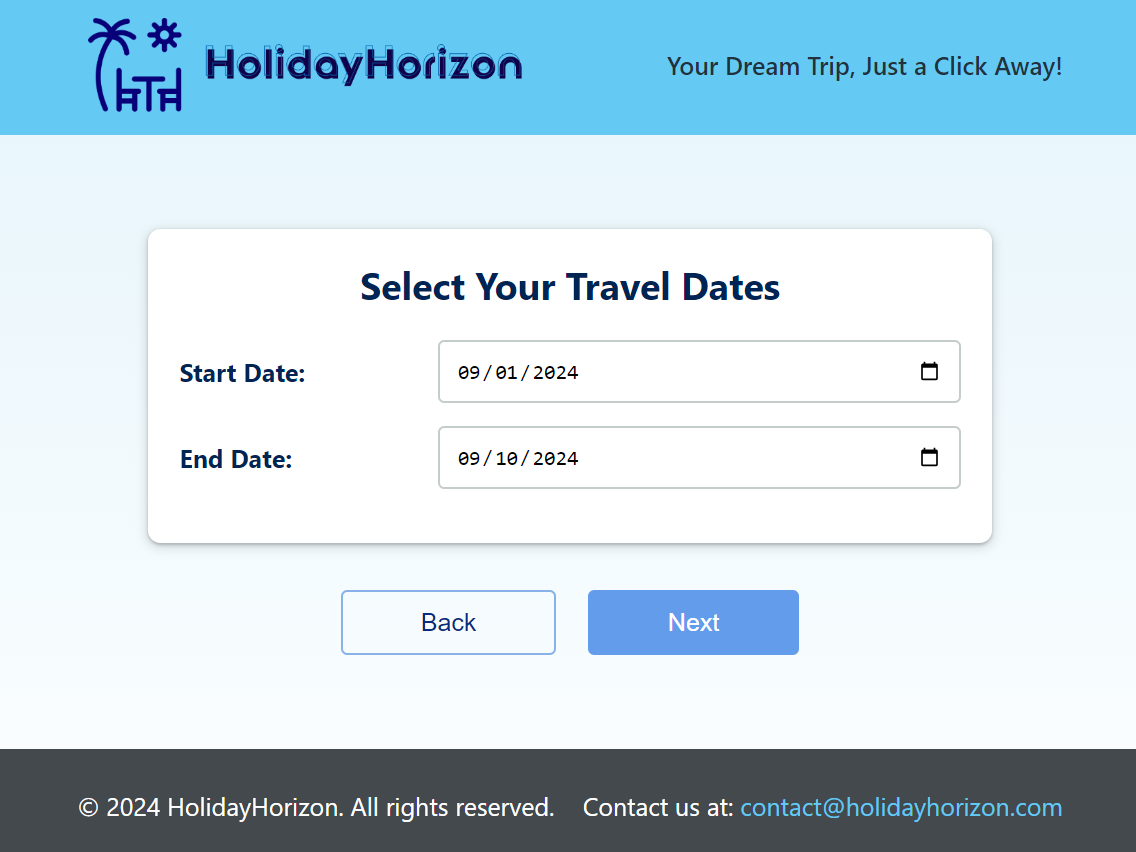 HolidayHorizon
Your Dream Trip, Just a Click Away!
Select Your Travel Dates
Start Date: 09/01/2024
End Date: 09/10/2024
Back Next
© 2024 HolidayHorizon. All rights reserved. Contact us at: contact@holidayhorizon.com